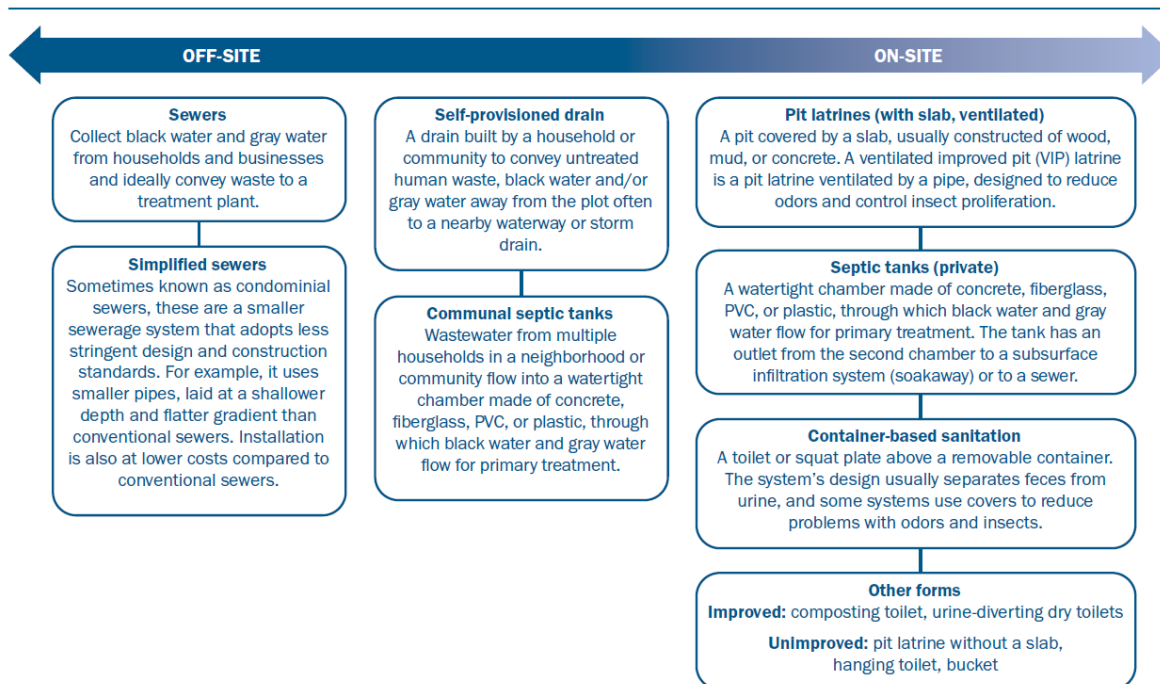 OFF-SITE
ON-SITE
Sewers
Collect black water and gray water
from households and businesses
and ideally convey waste to a
treatment plant.
Simplified sewers
Sometimes known as condominial
sewers, these are a smaller
sewerage system that adopts less
stringent design and construction
standards. For example, it uses
smaller pipes, laid at a shallower
depth and flatter gradient than
conventional sewers. Installation
is also at lower costs compared to
conventional sewers.
Self-provisioned drain
A drain built by a household or
community to convey untreated
human waste, black water and/or
gray water away from the plot often
to a nearby waterway or storm
drain.
Communal septic tanks
Wastewater from multiple
households in a neighborhood or
community flow into a watertight
chamber made of concrete,
fiberglass, PVC, or plastic, through
which black water and gray water
flow for primary treatment.
Pit latrines (with slab, ventilated)
A pit covered by a slab, usually constructed of wood,
mud, or concrete. A ventilated improved pit (VIP) latrine
is a pit latrine ventilated by a pipe, designed to reduce
odors and control insect proliferation.
Septic tanks (private)
A watertight chamber made of concrete, fiberglass,
PVC, or plastic, through which black water and gray
water flow for primary treatment. The tank has an
outlet from the second chamber to a subsurface
infiltration system (soakaway) or to a sewer.
Container-based sanitation
A toilet or squat plate above a removable container.
The system's design usually separates feces from
urine, and some systems use covers to reduce
problems with odors and insects.
Other forms
Improved: composting toilet, urine-diverting dry toilets
Unimproved: pit latrine without a slab,
hanging toilet, bucket